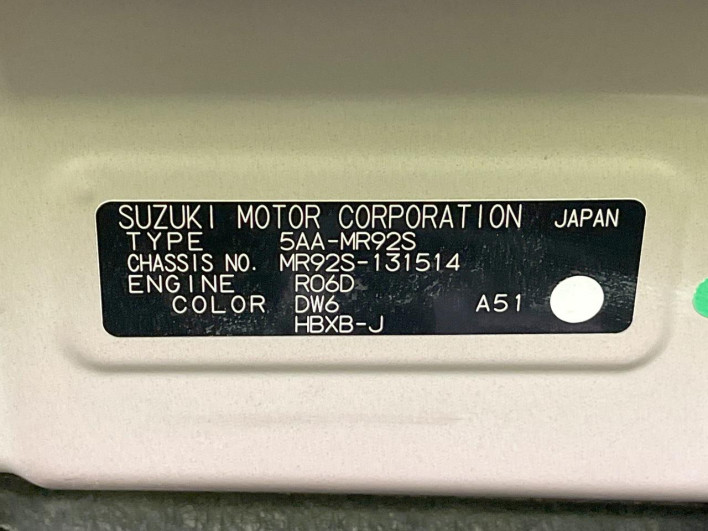 SUZUKI MOTOR CORPORATION JAPAN
TYPE 5AA-MR92S
CHASSIS NO. MR92S-131514
ENGINE R06D
COLOR DW6 A51
HBXB-J